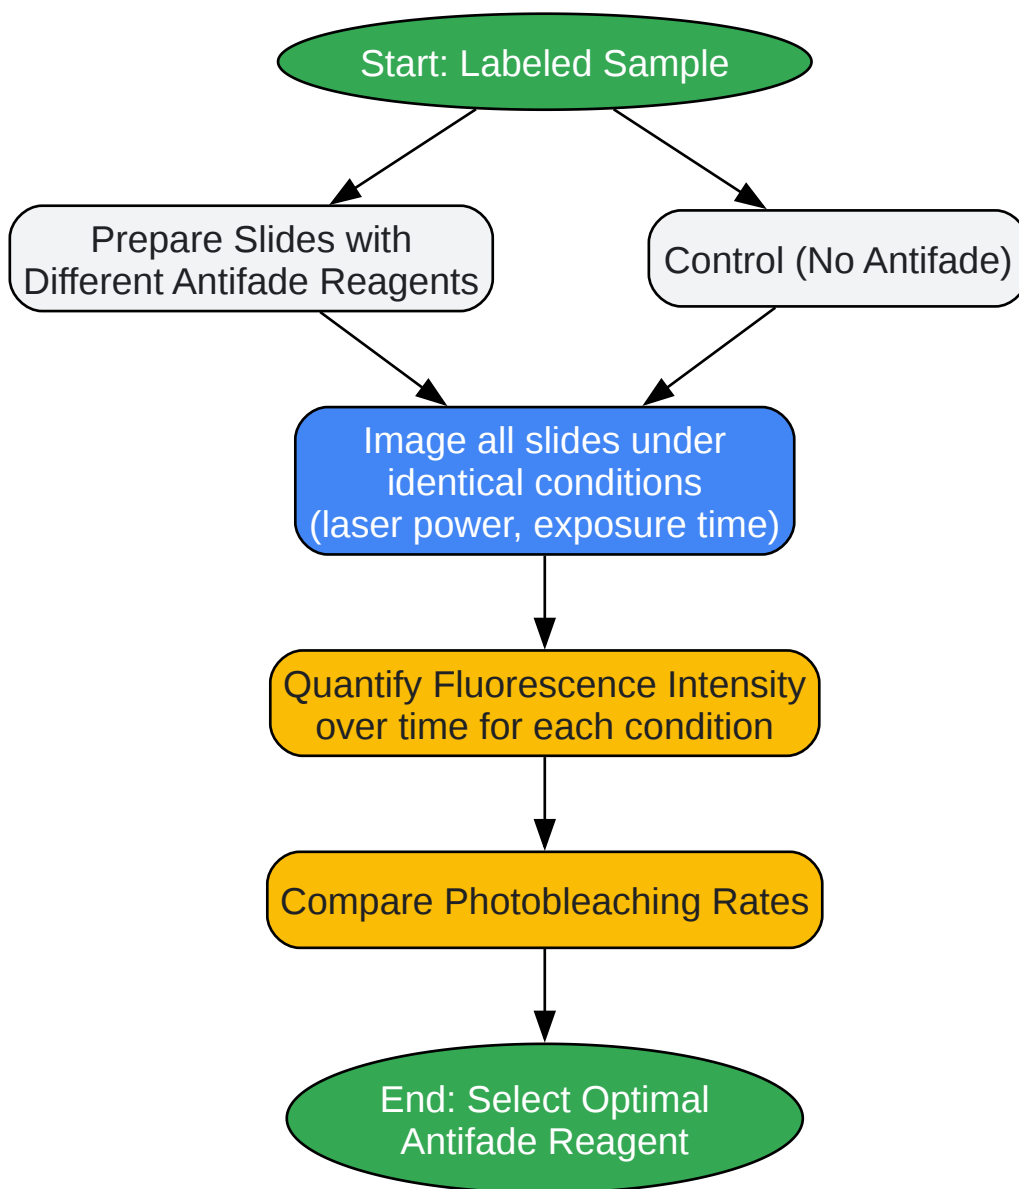 Start: Labeled Sample
Prepare Slides with
Different Antifade Reagents
Control (No Antifade)
Image all slides under
identical conditions
(laser power, exposure time)
Quantify Fluorescence Intensity
over time for each condition
Compare Photobleaching Rates
End: Select Optimal
Antifade Reagent